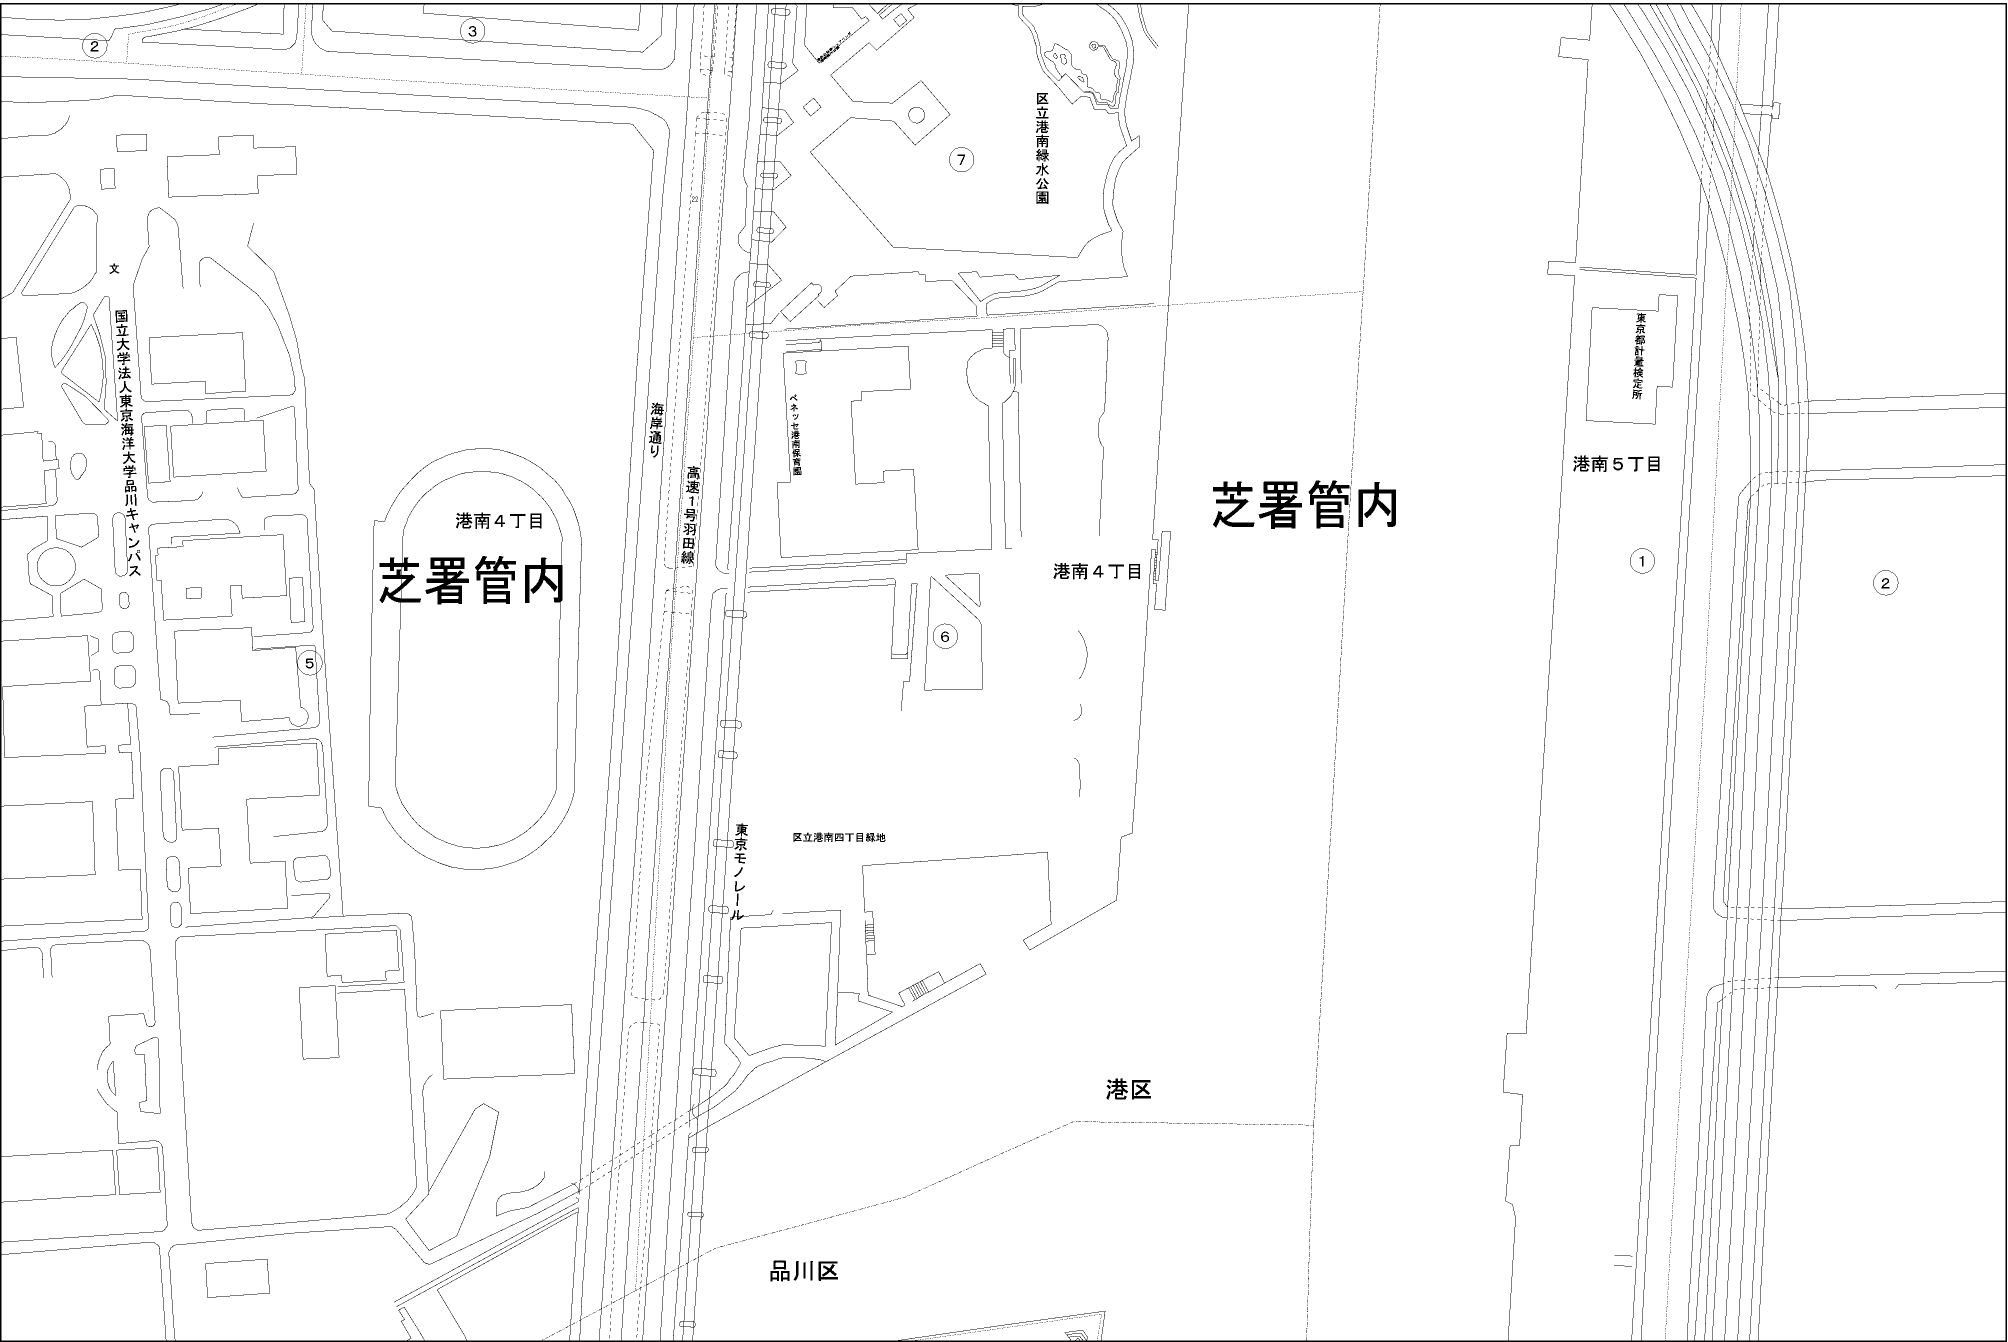 ②
③
⑦
区立港南緑水公園
22
文
国立大学法人東京海洋大学品川キャンパス
海岸通り
高速1号羽田線
ベネッセ港南保育園
東京都計量検定所
港南5丁目
芝署管内
港南4丁目
芝署管内
港南4丁目
①
②
⑥
⑤
東京モノレール
区立港南四丁目緑地
港区
品川区